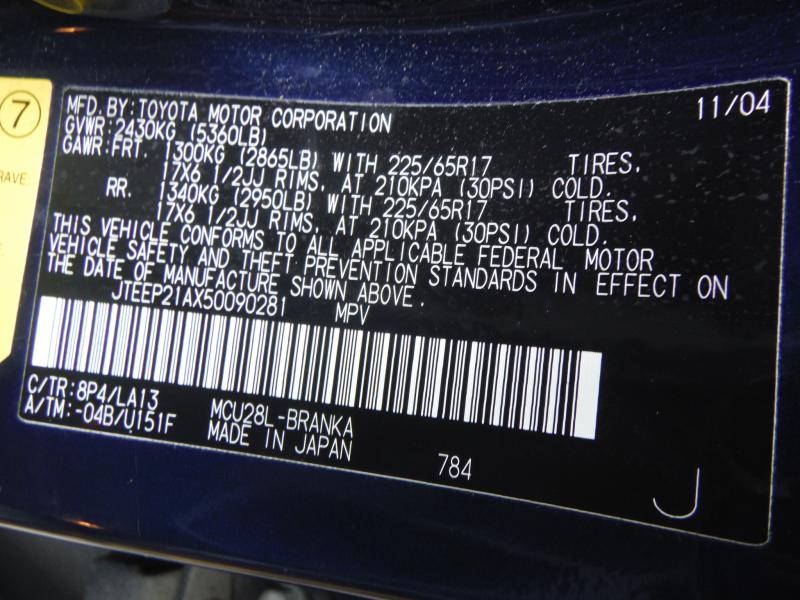 7
RAVE:
MFD. BY: TOYOTA MOTOR CORPORATION 11/04
GVWR: 2430KG (5360LB)
GAWR: FRT. 1300KG (2865LB) WITH 225/65R17 TIRES,
17X6 1/2JJ RIMS, AT 210KPA (30PSI) COLD.
RR. 1340KG (2950LB) WITH 225/65R17 TIRES,
17X6 1/2JJ RIMS, AT 210KPA (30PSI) COLD.
THIS VEHICLE CONFORMS TO ALL APPLICABLE FEDERAL MOTOR
VEHICLE SAFETY AND THEFT PREVENTION STANDARDS IN EFFECT ON
THE DATE OF MANUFACTURE SHOWN ABOVE.
JTEEP21AX50090281 MPV
C/TR: 8P4/LA13
A/TM: -04B/U151F
MCU28L-BRANKA
MADE IN JAPAN
784
J